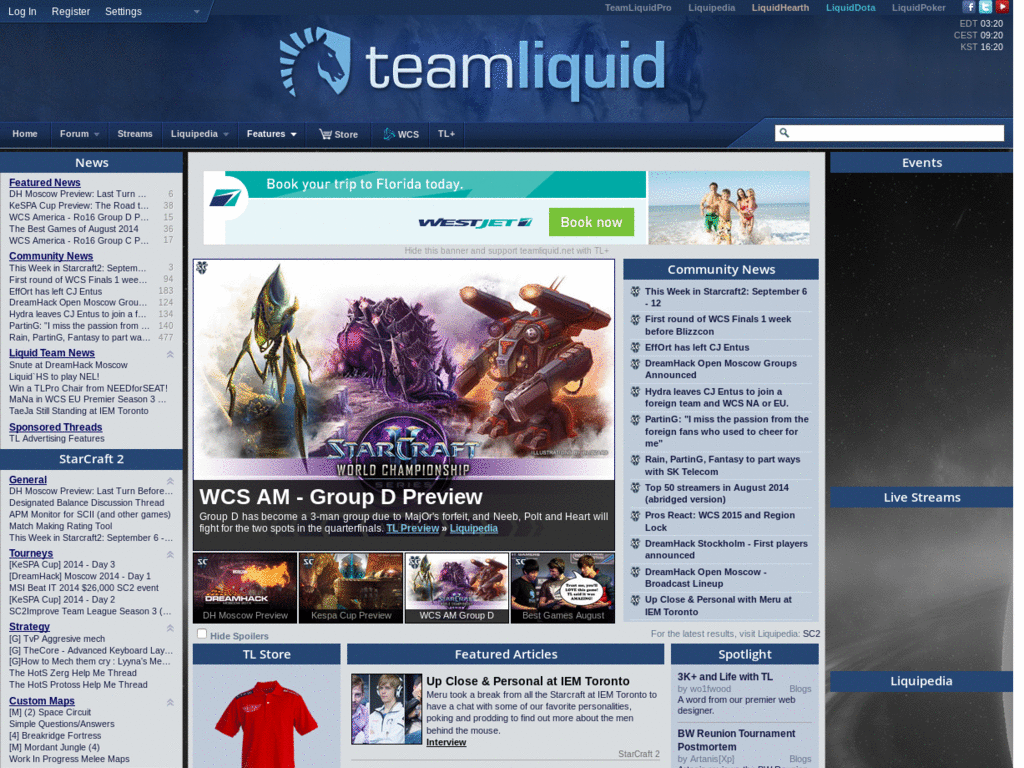 Log In Register Settings
TeamLiquidPro Liquipedia LiquidHearth LiquidDota LiquidPoker
EDT 03:20
CEST 09:20
KST 16:20
teamliquid
Home Forum Streams Liquipedia Features Store WCS TL+
News
Featured News
DH Moscow Preview: Last Turn ... 6
KeSPA Cup Preview: The Road t... 38
WCS America - Ro16 Group D P... 15
The Best Games of August 2014 36
WCS America - Ro16 Group C P... 17
Community News
This Week in Starcraft2: Septem... 3
First round of WCS Finals 1 wee... 94
EffOrt has left CJ Entus 183
DreamHack Open Moscow Grou... 124
Hydra leaves CJ Entus to join a f... 134
PartinG: "I miss the passion from ... 140
Rain, PartinG, Fantasy to part wa... 477
Liquid Team News
Snute at DreamHack Moscow
Liquid`HS to play NEL!
Win a TLPro Chair from NEEDforSEAT!
MaNa in WCS EU Premier Season 3 ...
TaeJa Still Standing at IEM Toronto
Sponsored Threads
TL Advertising Features
StarCraft 2
General
DH Moscow Preview: Last Turn Before...
Designated Balance Discussion Thread
APM Monitor for SCII (and other games)
Match Making Rating Tool
This Week in Starcraft2: September 6 -...
Tourneys
[KeSPA Cup] 2014 - Day 3
[DreamHack] Moscow 2014 - Day 1
MSI Beat IT 2014 $26,000 SC2 event
[KeSPA Cup] 2014 - Day 2
SC2Improve Team League Season 3 (...
Strategy
[G] TvP Aggresive mech
[G] TheCore - Advanced Keyboard Lay...
[G]How to Mech them cry : Lyyna's Me...
The HotS Zerg Help Me Thread
The HotS Protoss Help Me Thread
Custom Maps
[M] (2) Space Circuit
Simple Questions/Answers
[4] Breakridge Fortress
[M] Mordant Jungle (4)
Work In Progress Melee Maps
Book your trip to Florida today.
WESTJET
Book now
Hide this banner and support teamliquid.net with TL+
STARCRAFT II
WORLD CHAMPIONSHIP
SERIES
WCS AM - Group D Preview
Group D has become a 3-man group due to MajOr's forfeit, and Neeb, Polt and Heart will
fight for the two spots in the quarterfinals. TL Preview » Liquipedia
DREAMHACK
DH Moscow Preview
Kespa Cup Preview
WCS AM Group D
Trust me, you'll
LOVE this game!
TL said it was
AMAZING!
Best Games August
Hide Spoilers
For the latest results, visit Liquipedia: SC2
Community News
This Week in Starcraft2: September 6
- 12
First round of WCS Finals 1 week
before Blizzcon
EffOrt has left CJ Entus
DreamHack Open Moscow Groups
Announced
Hydra leaves CJ Entus to join a
foreign team and WCS NA or EU.
PartinG: "I miss the passion from the
foreign fans who used to cheer for
me"
Rain, PartinG, Fantasy to part ways
with SK Telecom
Top 50 streamers in August 2014
(abridged version)
Pros React: WCS 2015 and Region
Lock
DreamHack Stockholm - First players
announced
DreamHack Open Moscow -
Broadcast Lineup
Up Close & Personal with Meru at
IEM Toronto
TL Store
Featured Articles
Up Close & Personal at IEM Toronto
Meru took a break from all the Starcraft at IEM Toronto to
have a chat with some of our favorite personalities,
poking and prodding to find out more about the men
behind the mouse.
Interview
StarCraft 2
Spotlight
3K+ and Life with TL
by wo1fwood Blogs
A word from our premier web
designer.
BW Reunion Tournament
Postmortem
by Artanis[Xp] Blogs
Events
Live Streams
Liquipedia